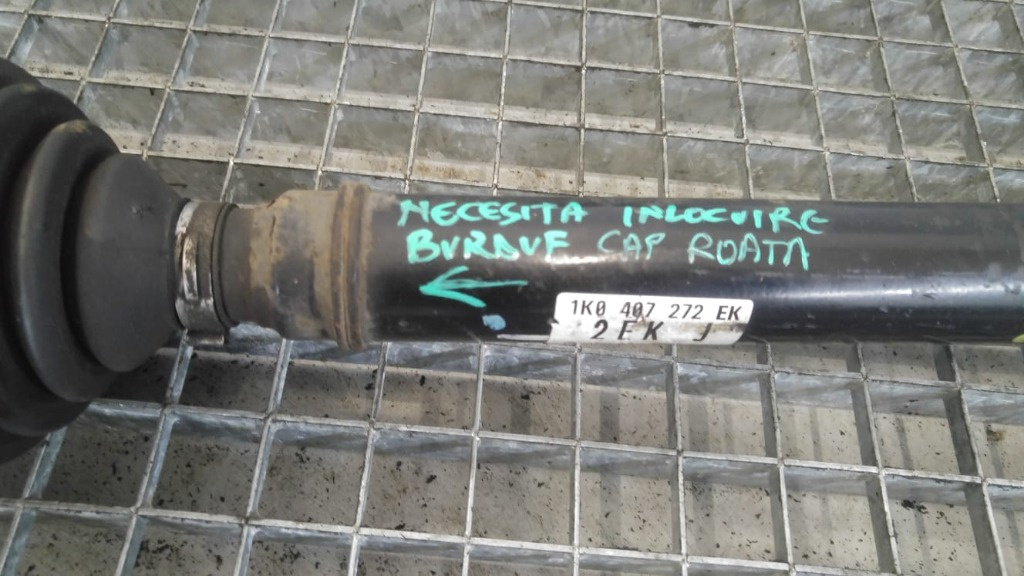 NECESITA INLOCUIRE
BURDUF CAP ROATA
1K0 407 272 EK
2EK J